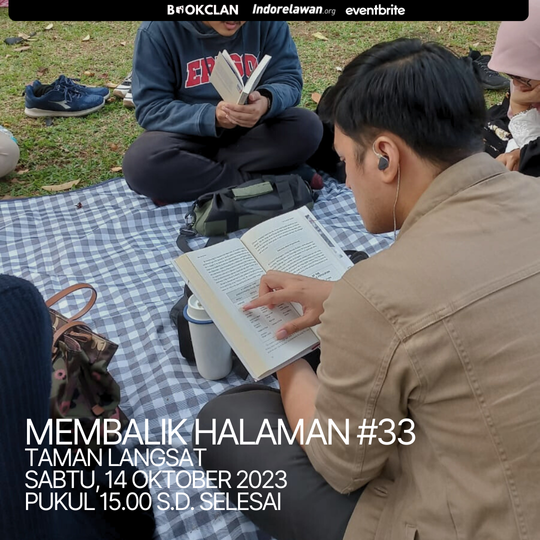 BOOKCLAN Indorelawan.org eventbrite
MEMBALIK HALAMAN #33
TAMAN LANGSAT
SABTU, 14 OKTOBER 2023
PUKUL 15.00 S.D. SELESAI